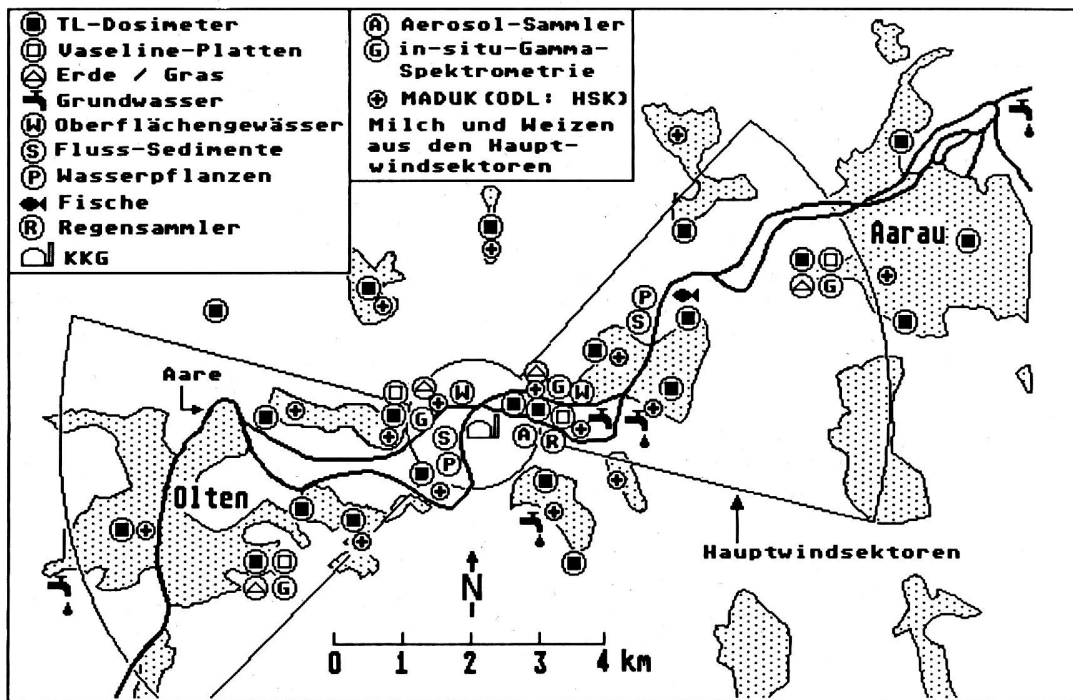 TL-Dosimeter
Vaseline-Platten
Erde / Gras
Grundwasser
W Oberflächengewässer
S Fluss-Sedimente
P Wasserpflanzen
Fische
R Regensammler
KKG
A Aerosol-Sammler
G in-situ-Gamma-
Spektrometrie
MADUK(ODL: HSK)
Milch und Weizen
aus den Haupt-
windsektoren
Aarau
P
S
G
Aare
W
G W
G
S
A R
P
Olten
G
Hauptwindsektoren
N
0 1 2 3 4 km